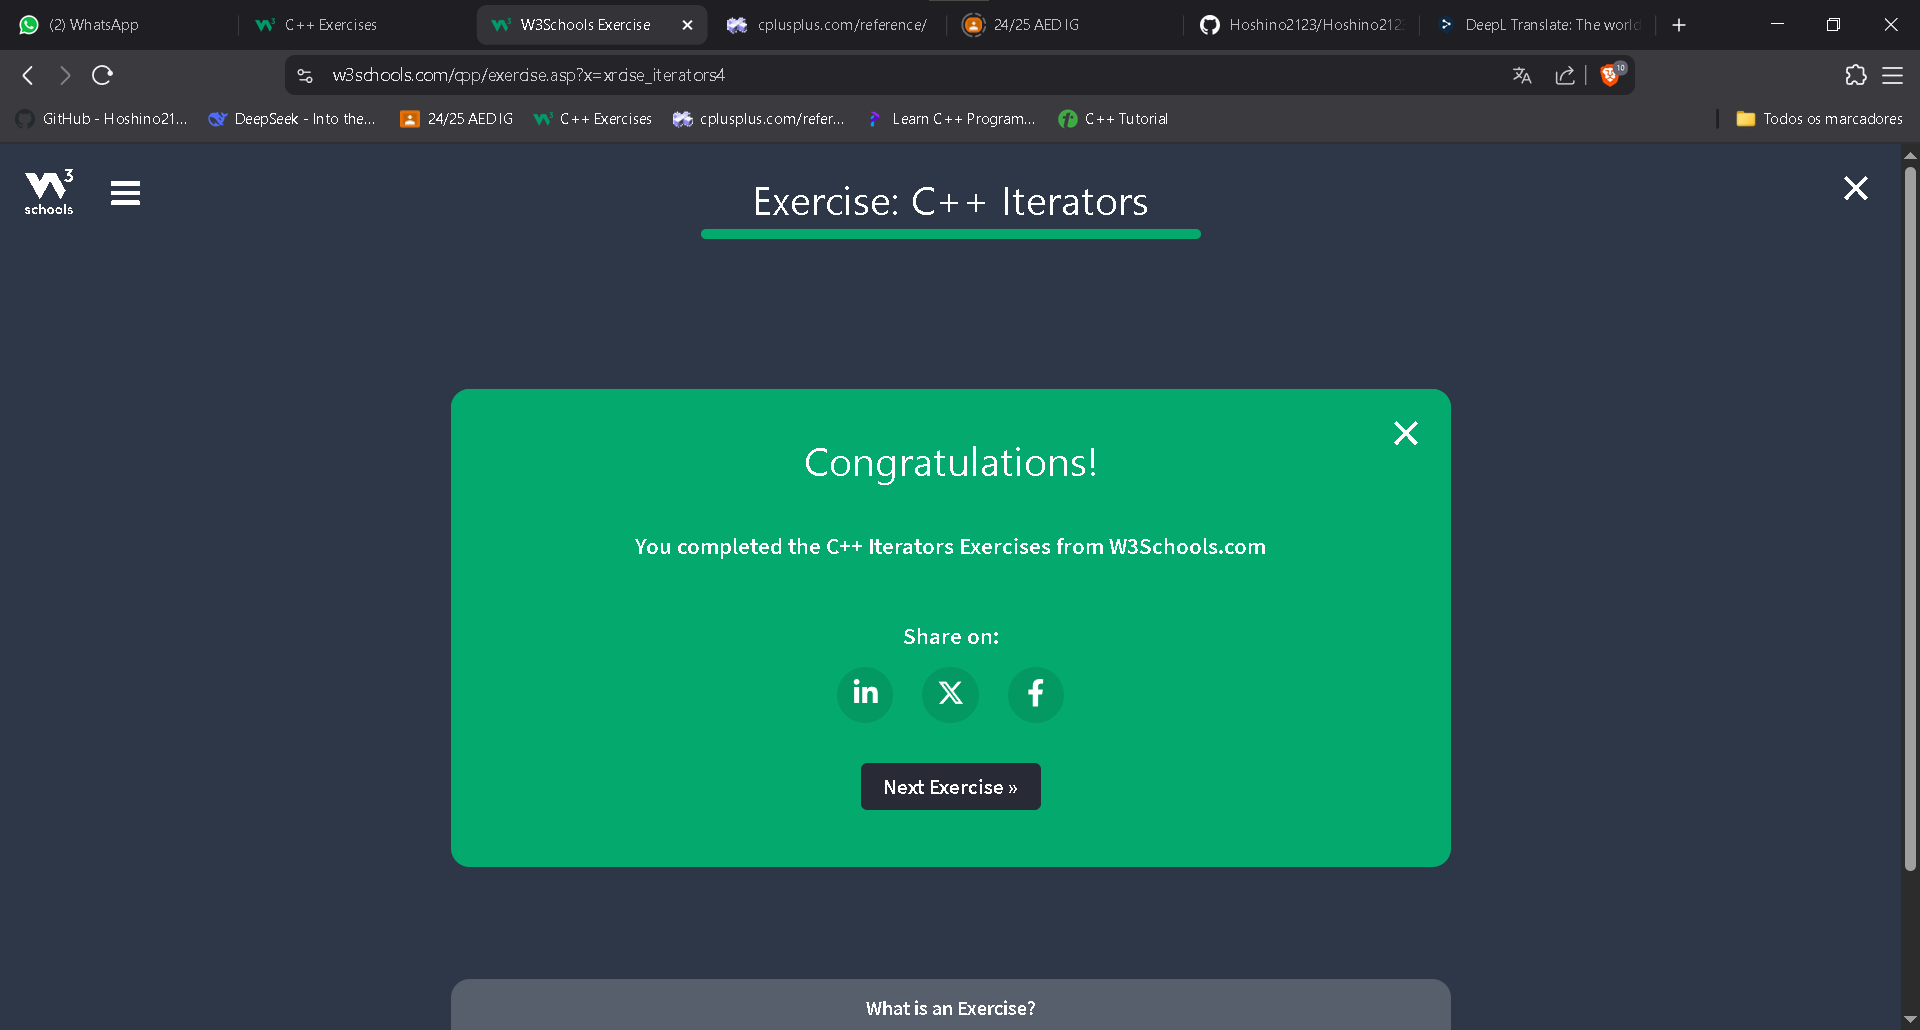 (2) WhatsApp
C++ Exercises
W3Schools Exercise
cplusplus.com/reference/
24/25 AED IG
Hoshino2123/Hoshino212
DeepL Translate: The world
w3schools.com/cpp/exercise.asp?x=xrcise_iterators4
10
GitHub - Hoshino21...
DeepSeek - Into the...
24/25 AED IG
C++ Exercises
cplusplus.com/refer...
Learn C++ Program...
C++ Tutorial
Todos os marcadores
W3
schools
Exercise: C++ Iterators
Congratulations!
You completed the C++ Iterators Exercises from W3Schools.com
Share on:
in X f
Next Exercise »
What is an Exercise?